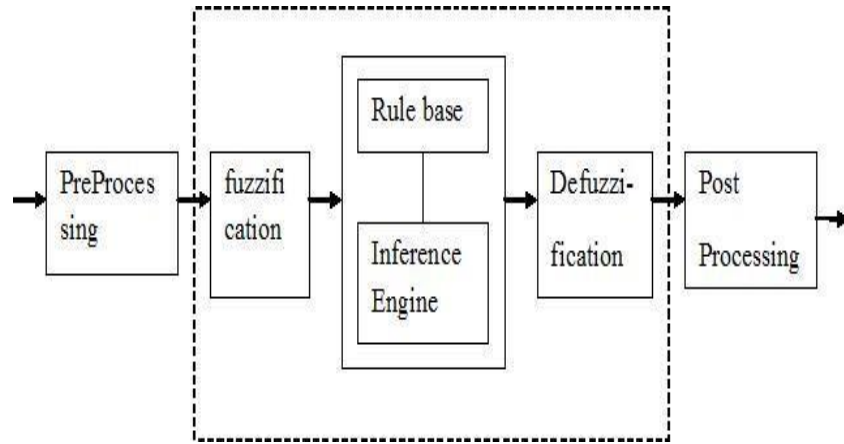 PreProces
sing
fuzzifi
cation
Rule base
Inference
Engine
Defuzzi-
fication
Post
Processing